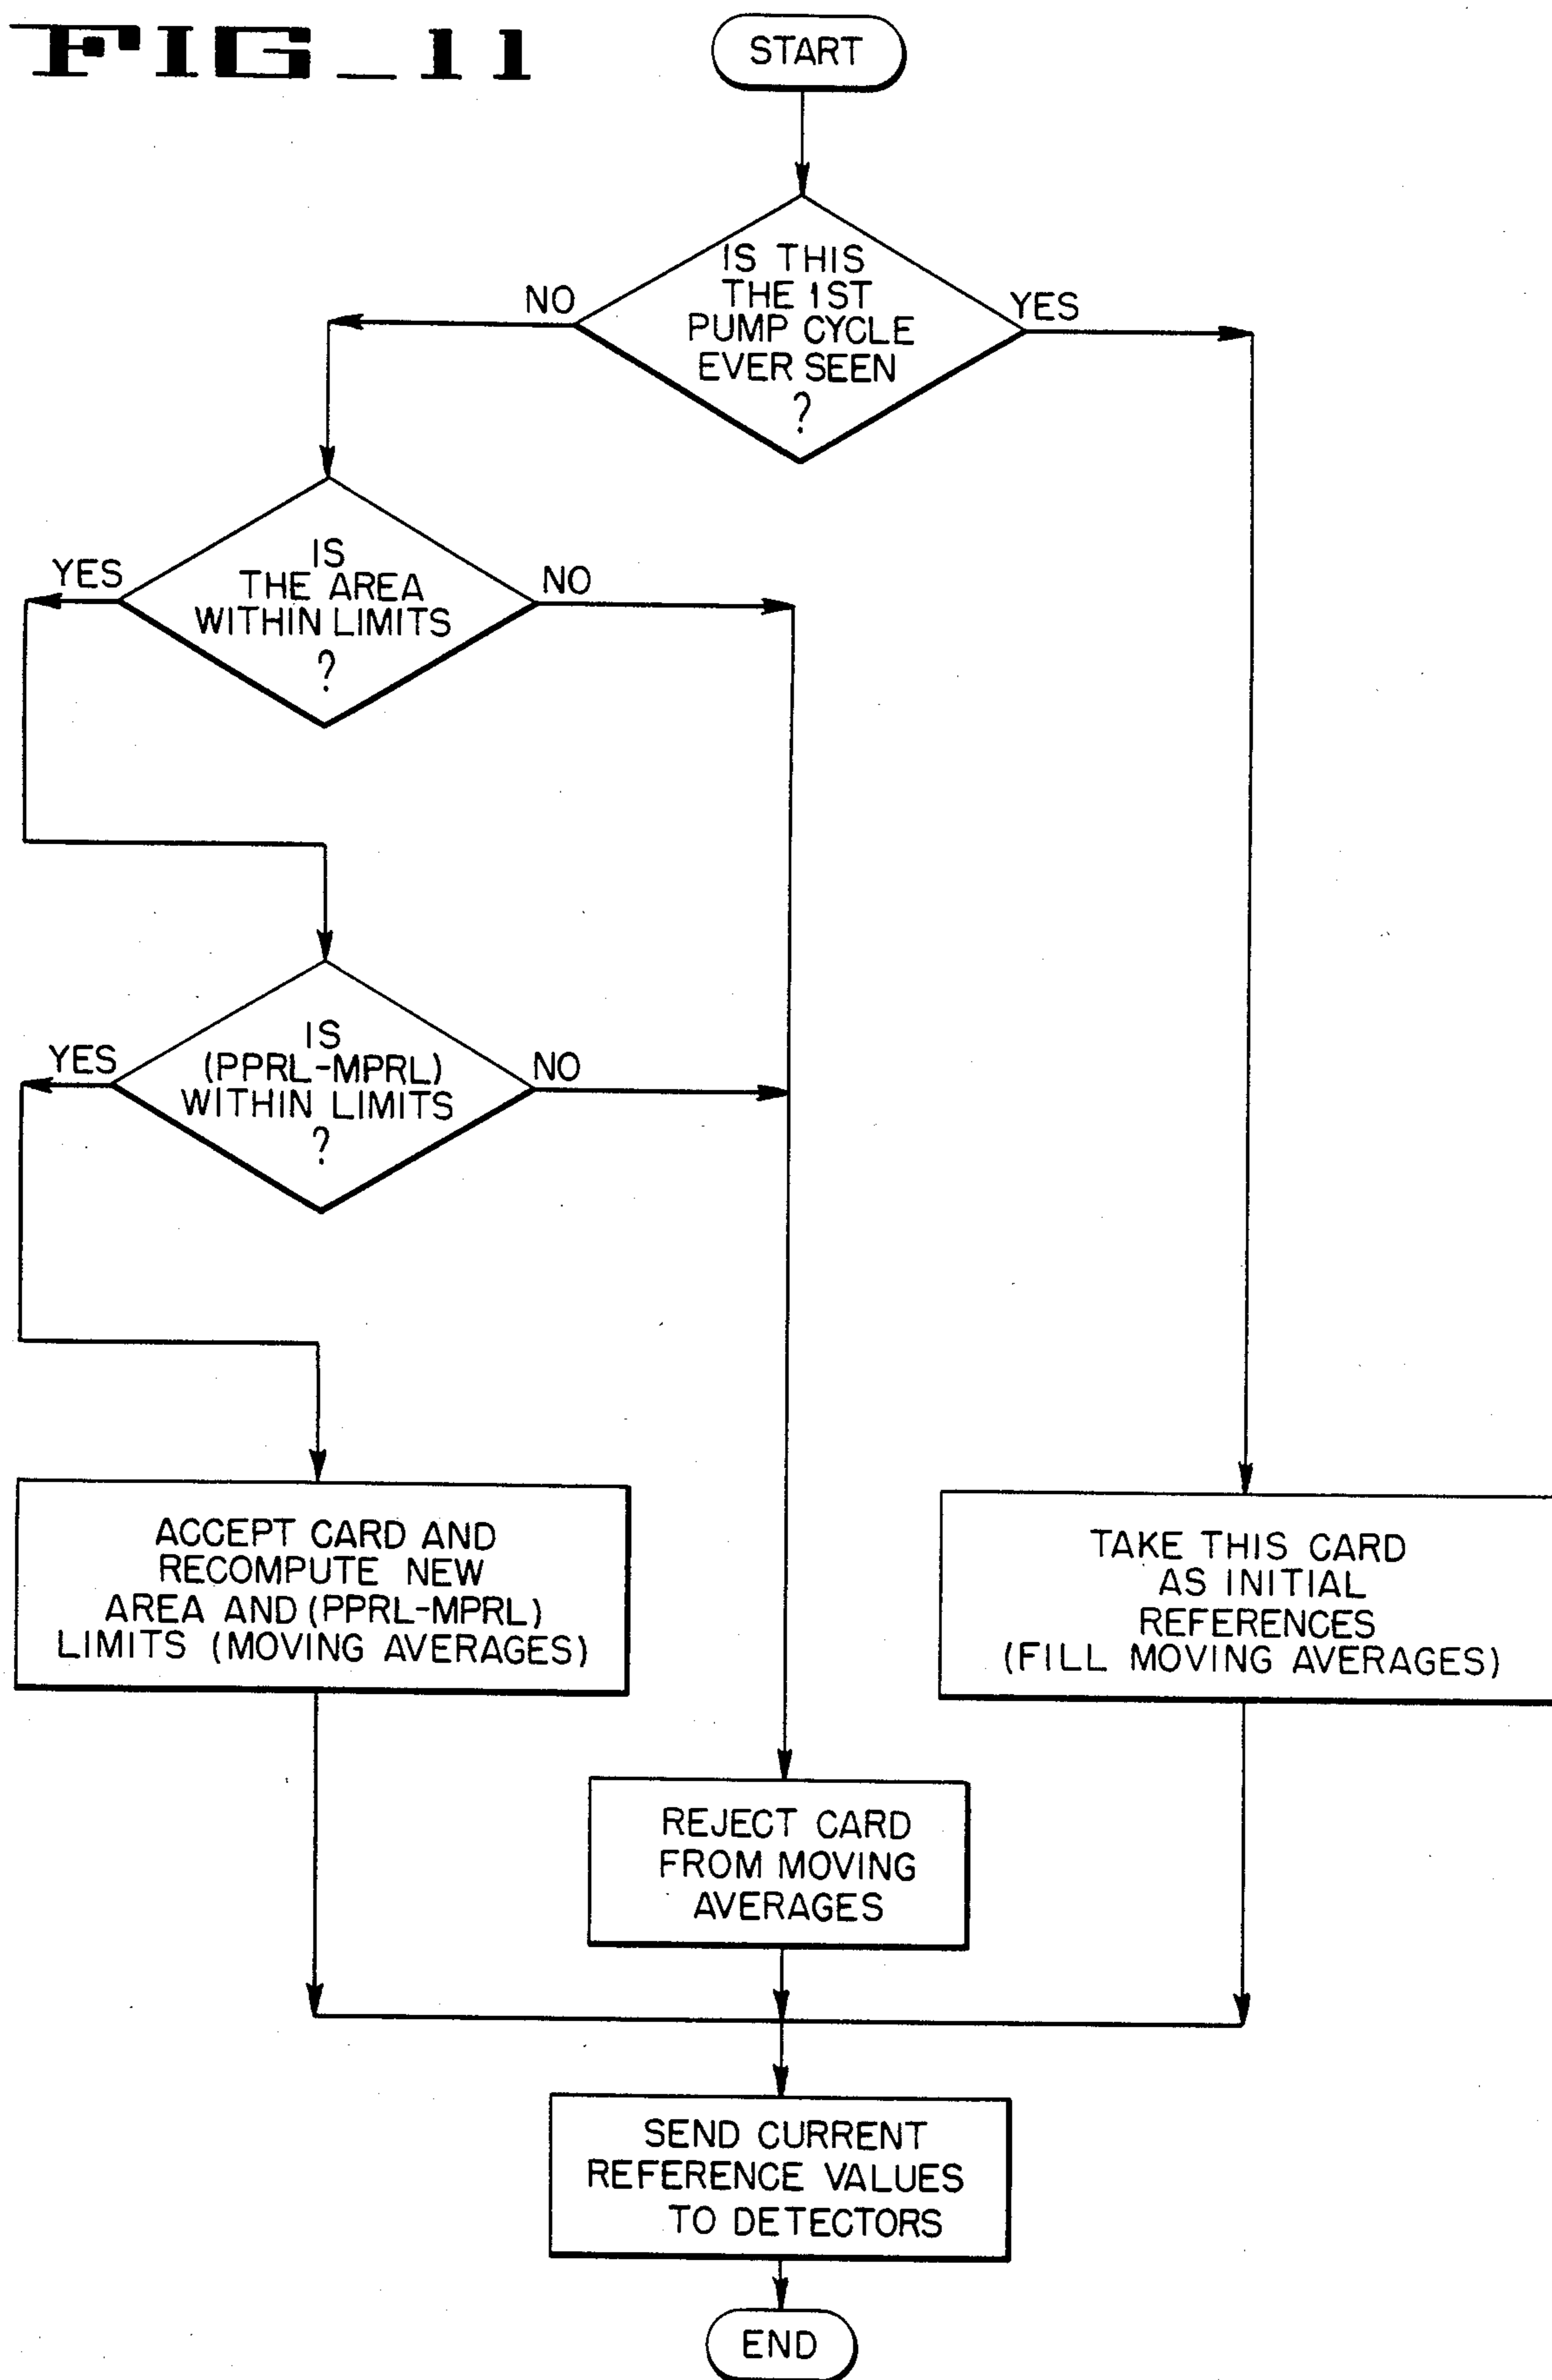 FIG_11
START
IS THIS
THE 1ST
PUMP CYCLE
EVER SEEN
?
NO
YES
IS
THE AREA
WITHIN LIMITS
?
YES
NO
IS
(PPRL-MPRL)
WITHIN LIMITS
?
YES
NO
ACCEPT CARD AND
RECOMPUTE NEW
AREA AND (PPRL-MPRL)
LIMITS (MOVING AVERAGES)
TAKE THIS CARD
AS INITIAL
REFERENCES
(FILL MOVING AVERAGES)
REJECT CARD
FROM MOVING
AVERAGES
SEND CURRENT
REFERENCE VALUES
TO DETECTORS
END